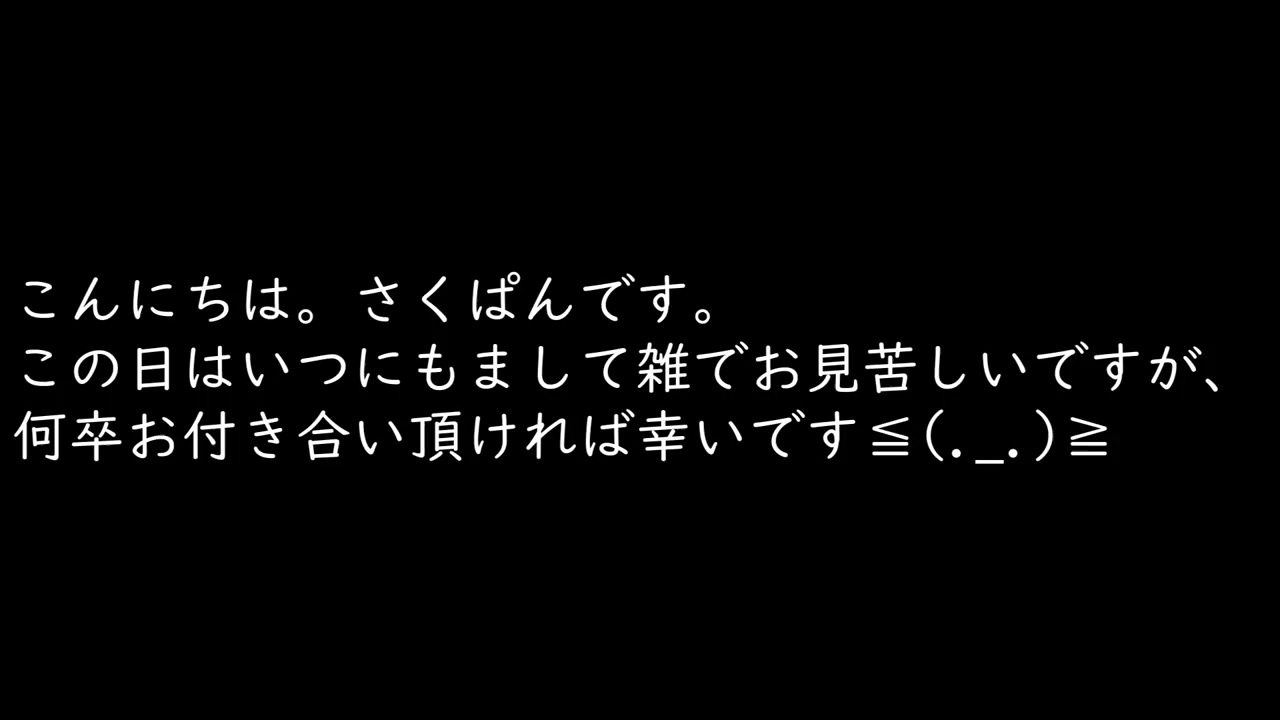 こんにちは。さくぱんです。
この日はいつにもまして雑でお見苦しいですが、
何卒お付き合い頂ければ幸いです≦(._.)≧